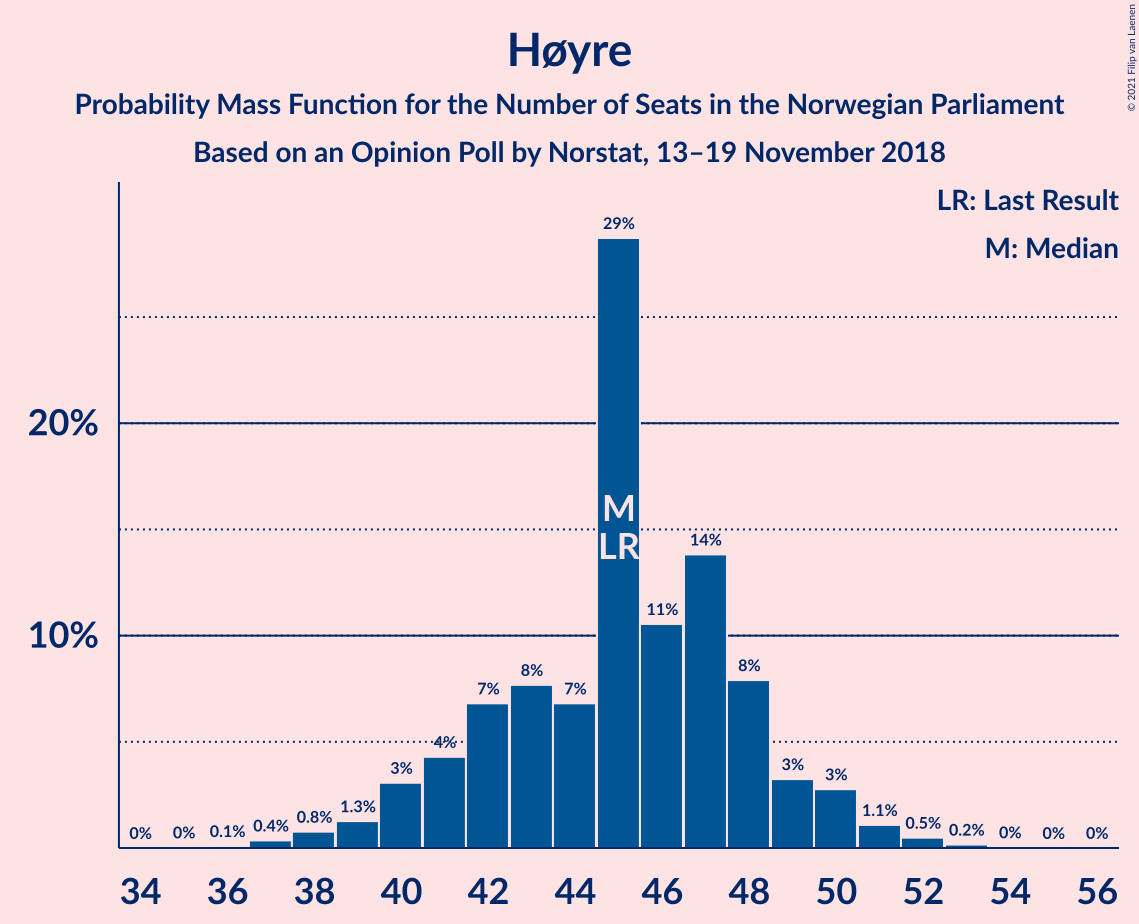 Høyre
Probability Mass Function for the Number of Seats in the Norwegian Parliament
Based on an Opinion Poll by Norstat, 13–19 November 2018
© 2021 Filip van Laenen
LR: Last Result
M: Median
20%
10%
0%
0%
0.1%
0.4%
0.8%
1.3%
3%
4%
7%
8%
7%
29%
11%
14%
8%
3%
3%
1.1%
0.5%
0.2%
0%
0%
0%
M
LR
34 36 38 40 42 44 46 48 50 52 54 56